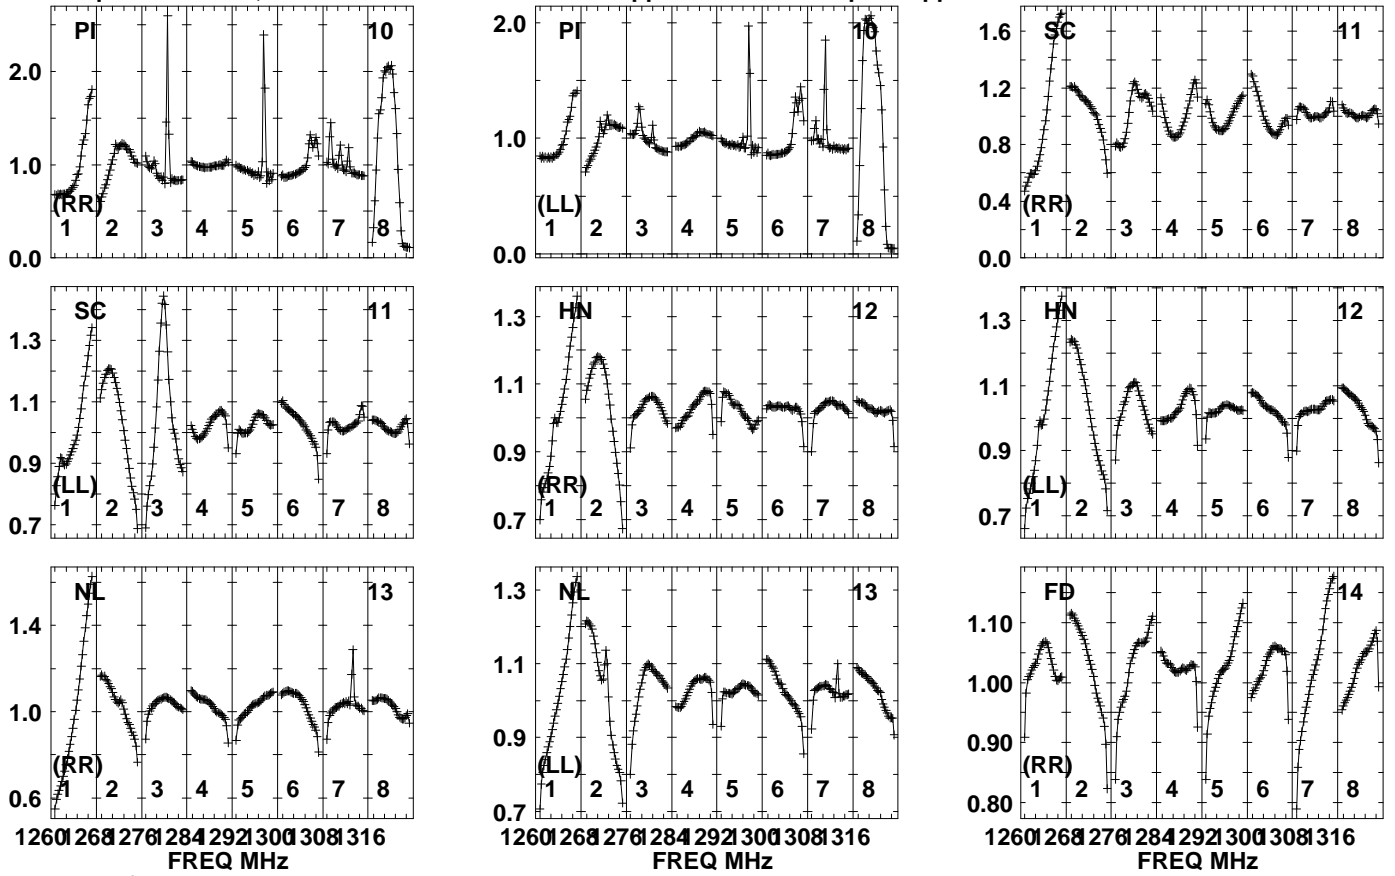 PI 10
2.0
1.0
0.0
(RR)
1 2 3 4 5 6 7 8
PI 10
2.0
1.0
0.0
(LL)
1 2 3 4 5 6 7 8
SC 11
1.6
1.2
0.8
0.4
0.0
(RR)
1 2 3 4 5 6 7 8
SC 11
1.3
1.1
0.9
0.7
(LL)
1 2 3 4 5 6 7 8
HN 12
1.3
1.1
0.9
0.7
(RR)
1 2 3 4 5 6 7 8
HN 12
1.3
1.1
0.9
0.7
(LL)
1 2 3 4 5 6 7 8
NL 13
1.4
1.0
0.6
(RR)
1 2 3 4 5 6 7 8
1260 1268 1276 1284 1292 1300 1308 1316
FREQ MHz
NL 13
1.3
1.1
0.9
0.7
(LL)
1 2 3 4 5 6 7 8
1260 1268 1276 1284 1292 1300 1308 1316
FREQ MHz
FD 14
1.10
1.00
0.90
0.80
(RR)
1 2 3 4 5 6 7 8
1260 1268 1276 1284 1292 1300 1308 1316
FREQ MHz